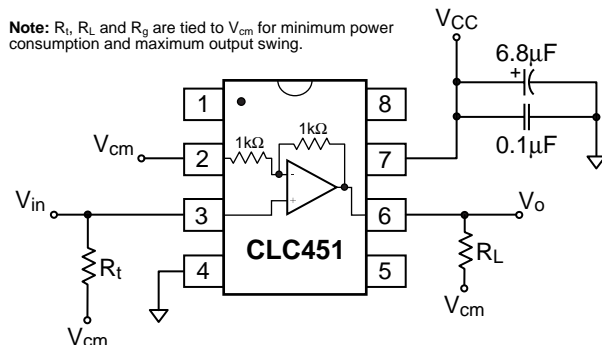 Note: Rt, RL and Rg are tied to Vcm for minimum power
consumption and maximum output swing.
VCC
6.8µF
+
0.1µF
1
8
Vcm
2
1kΩ
1kΩ
7
-
+
Vin
3
6
Vo
CLC451
Rt
4
5
RL
Vcm
Vcm